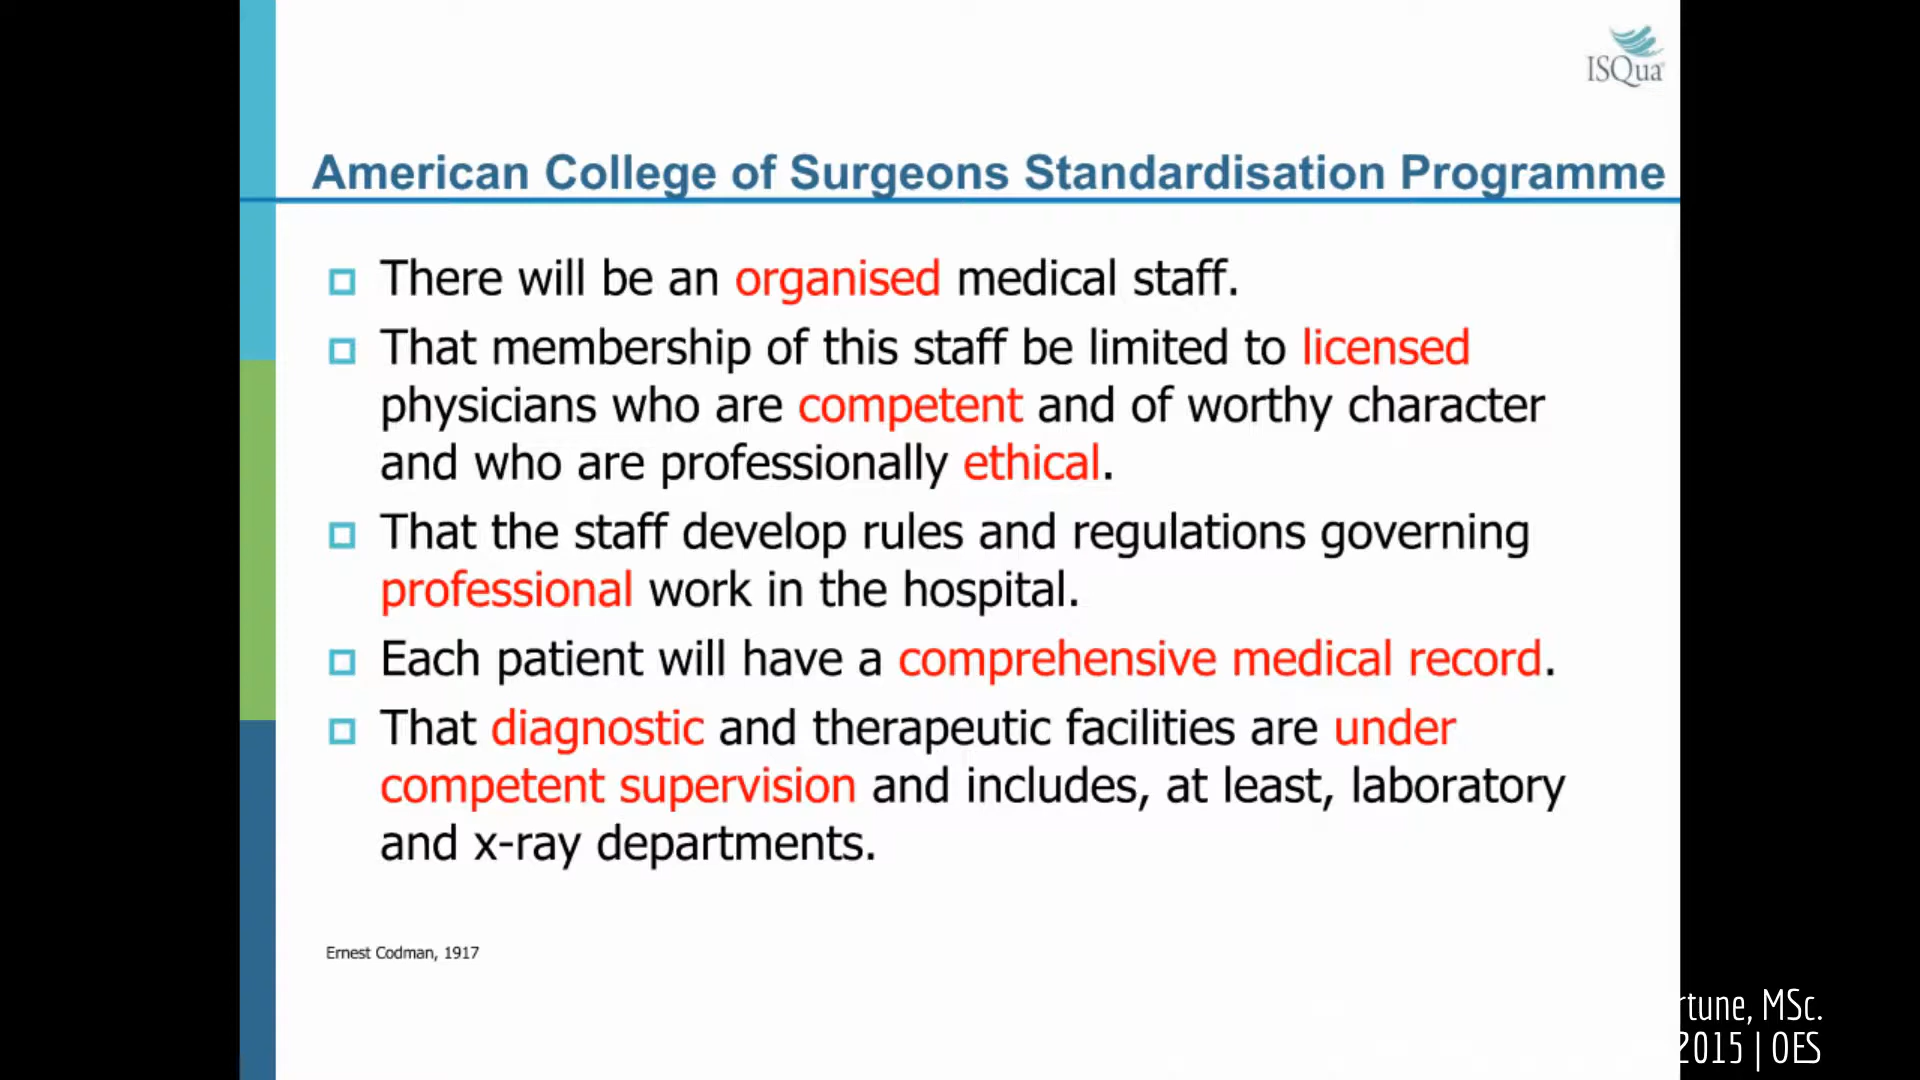 ISQua
American College of Surgeons Standardisation Programme
There will be an organised medical staff.
That membership of this staff be limited to licensed
physicians who are competent and of worthy character
and who are professionally ethical.
That the staff develop rules and regulations governing
professional work in the hospital.
Each patient will have a comprehensive medical record.
That diagnostic and therapeutic facilities are under
competent supervision and includes, at least, laboratory
and x-ray departments.
Ernest Codman, 1917
rtune, MSc.
2015 | OES